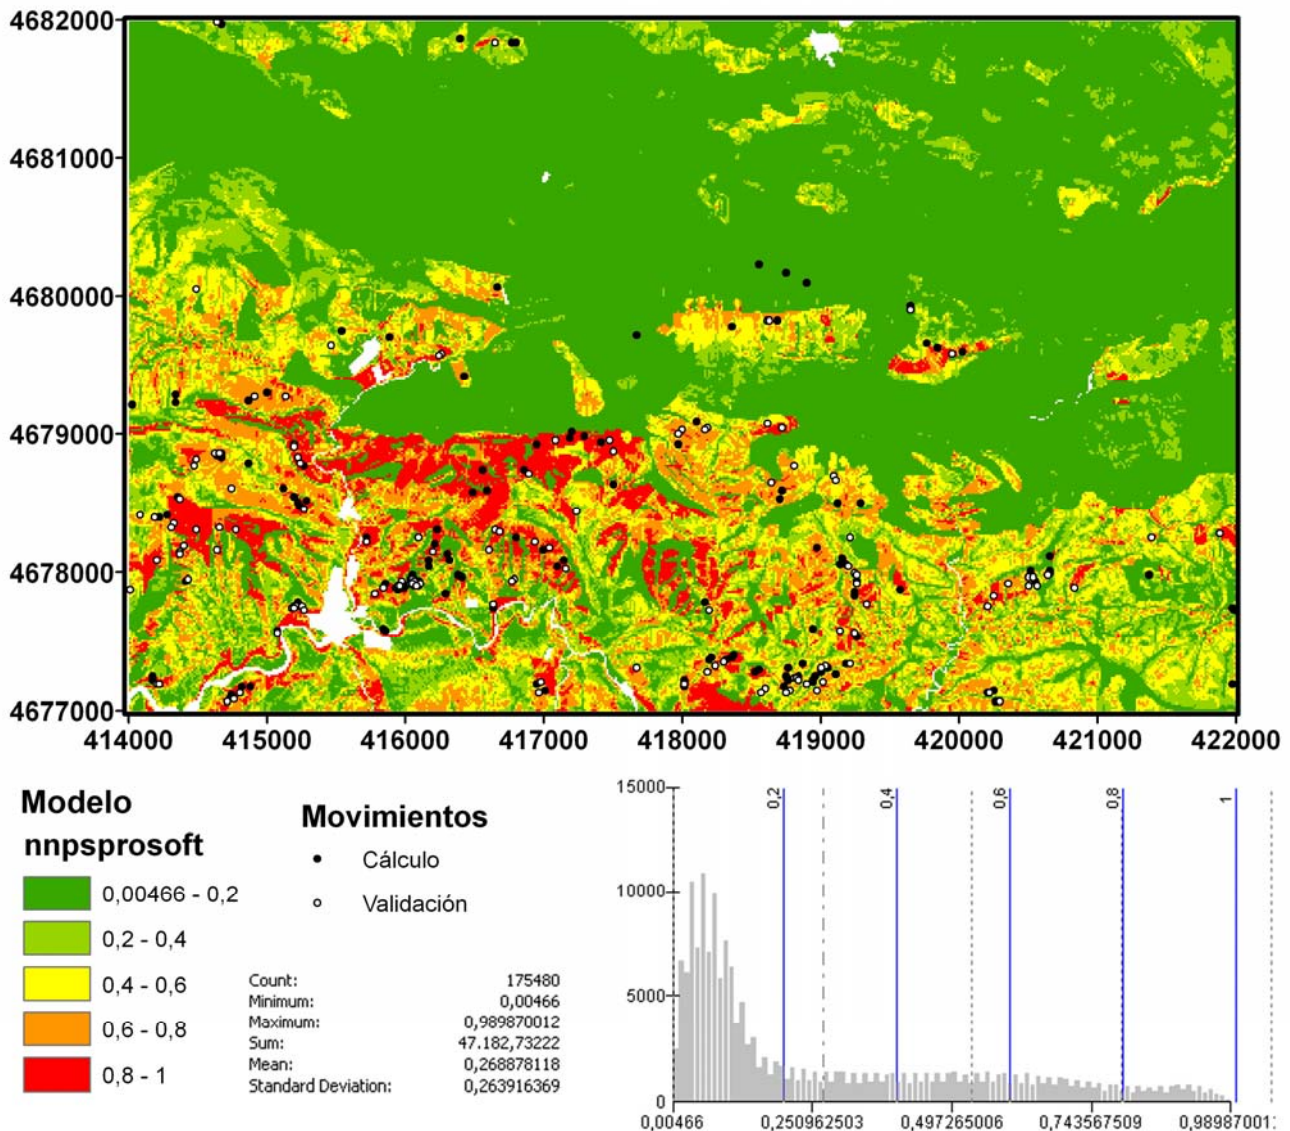 4682000
4681000
4680000
4679000
4678000
4677000
414000 415000 416000 417000 418000 419000 420000 421000 422000
Modelo
nnpsprosoft
0,00466 - 0,2
0,2 - 0,4
0,4 - 0,6
0,6 - 0,8
0,8 - 1
Movimientos
Cálculo
Validación
Count: 175480
Minimum: 0,00466
Maximum: 0,989870012
Sum: 47.182,73222
Mean: 0,268878118
Standard Deviation: 0,263916369
15000
10000
5000
0
0,2 0,4 0,6 0,8 1
0,00466 0,250962503 0,497265006 0,743567509